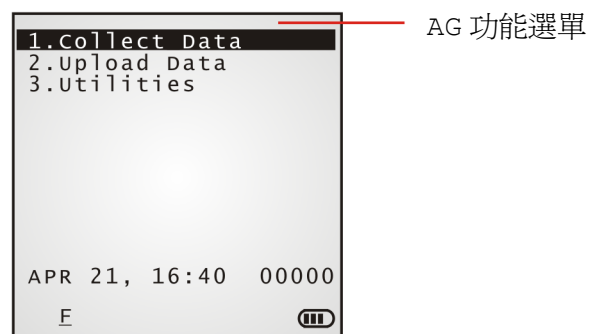 AG 功能選單
1.Collect Data
2.Upload Data
3.Utilities
APR 21, 16:40 00000
F